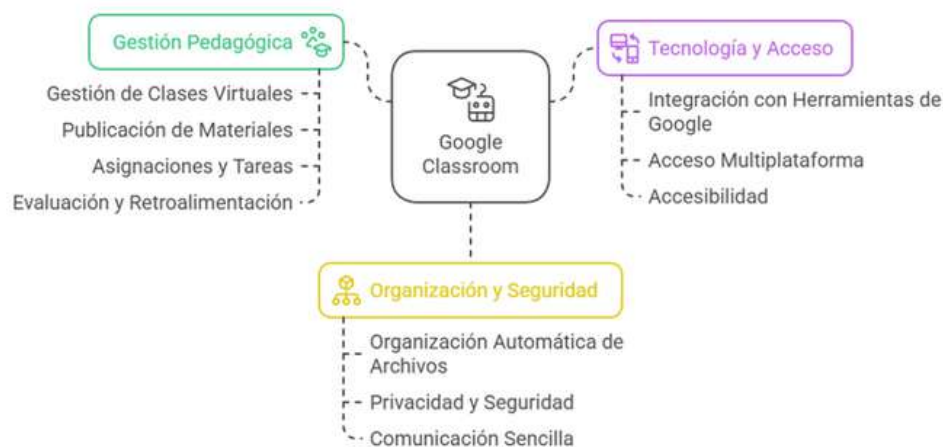 Gestión Pedagógica
Gestión de Clases Virtuales
Publicación de Materiales
Asignaciones y Tareas
Evaluación y Retroalimentación
Google
Classroom
Tecnología y Acceso
Integración con Herramientas de
Google
Acceso Multiplataforma
Accesibilidad
Organización y Seguridad
Organización Automática de
Archivos
Privacidad y Seguridad
Comunicación Sencilla